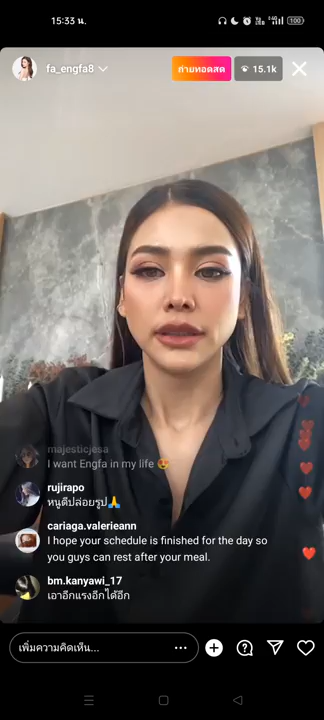 15:33 น.
100
fa_engfa8
ถ่ายทอดสด
15.1k
majesticjesa
I want Engfa in my life 😍
rujirapo
หนูตีปล่อยรูป🙏
cariaga.valerieann
I hope your schedule is finished for the day so
you guys can rest after your meal.
bm.kanyawi_17
เอาอีกแรงอีกได้อีก
เพิ่มความคิดเห็น...